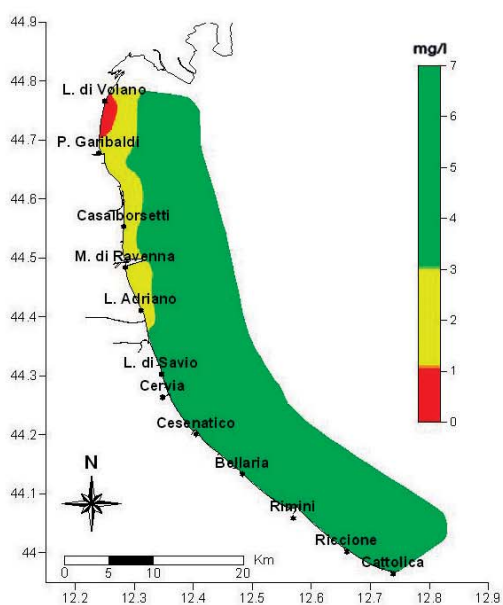 44.9
44.8
44.7
44.6
44.5
44.4
44.3
44.2
44.1
44
L. di Volano
P. Garibaldi
Casalborsetti
M. di Ravenna
L. Adriano
L. di Savio
Cervia
Cesenatico
Bellaria
Rimini
Riccione
Cattolica
mg/l
7
6
5
4
3
2
1
0
N
Km
0 5 10 20
12.2 12.3 12.4 12.5 12.6 12.7 12.8 12.9